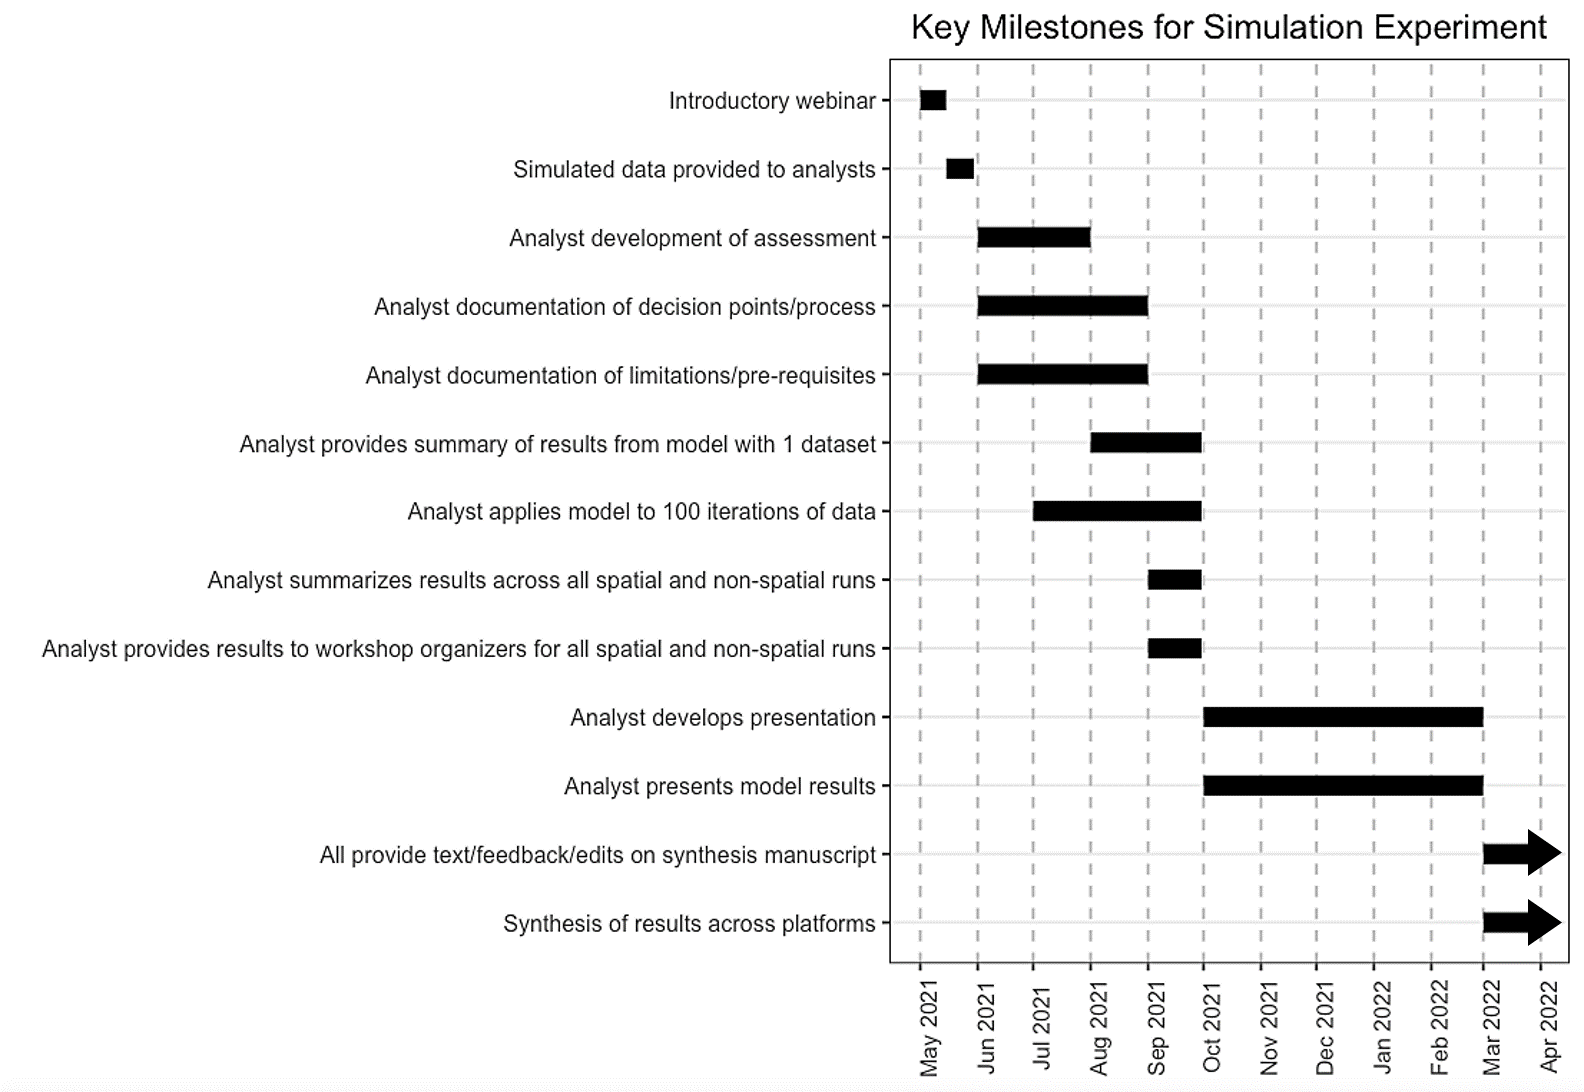 Key Milestones for Simulation Experiment
Introductory webinar
Simulated data provided to analysts
Analyst development of assessment
Analyst documentation of decision points/process
Analyst documentation of limitations/pre-requisites
Analyst provides summary of results from model with 1 dataset
Analyst applies model to 100 iterations of data
Analyst summarizes results across all spatial and non-spatial runs
Analyst provides results to workshop organizers for all spatial and non-spatial runs
Analyst develops presentation
Analyst presents model results
All provide text/feedback/edits on synthesis manuscript
Synthesis of results across platforms
May 2021
Jun 2021
Jul 2021
Aug 2021
Sep 2021
Oct 2021
Nov 2021
Dec 2021
Jan 2022
Feb 2022
Mar 2022
Apr 2022